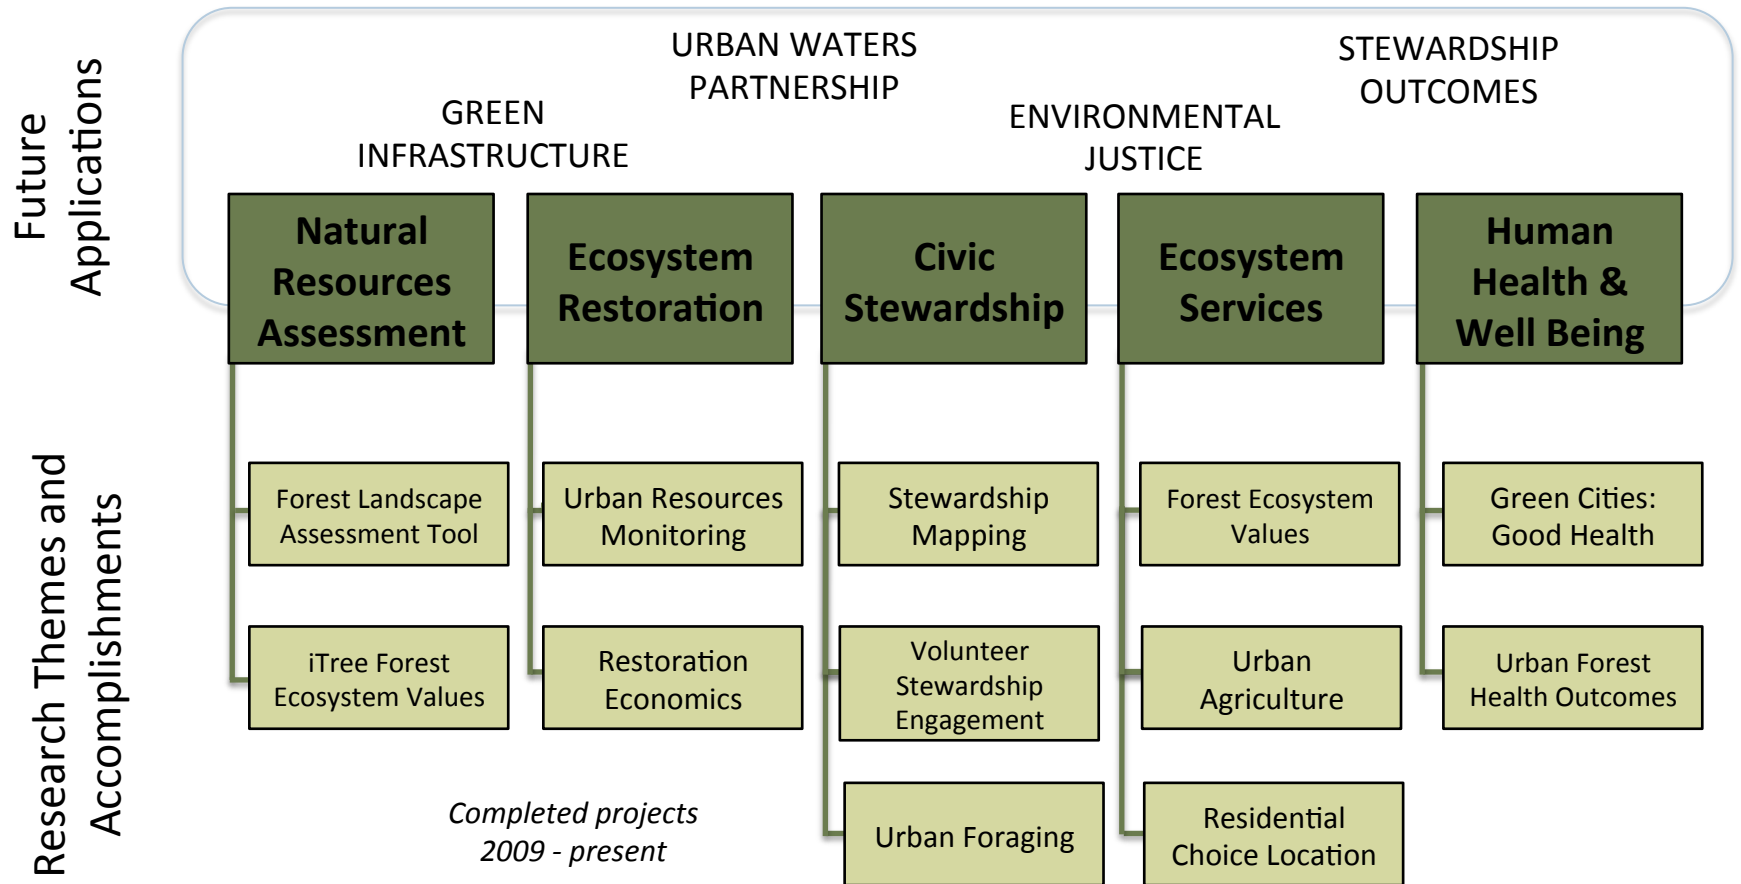 Future
Applications
URBAN WATERS
PARTNERSHIP
STEWARDSHIP
OUTCOMES
GREEN
INFRASTRUCTURE
ENVIRONMENTAL
JUSTICE
Natural
Resources
Assessment
Ecosystem
Restoration
Civic
Stewardship
Ecosystem
Services
Human
Health &
Well Being
Research Themes and
Accomplishments
Forest Landscape
Assessment Tool
Urban Resources
Monitoring
Stewardship
Mapping
Forest Ecosystem
Values
Green Cities:
Good Health
iTree Forest
Ecosystem Values
Restoration
Economics
Volunteer
Stewardship
Engagement
Urban
Agriculture
Urban Forest
Health Outcomes
Completed projects
2009 - present
Urban Foraging
Residential
Choice Location